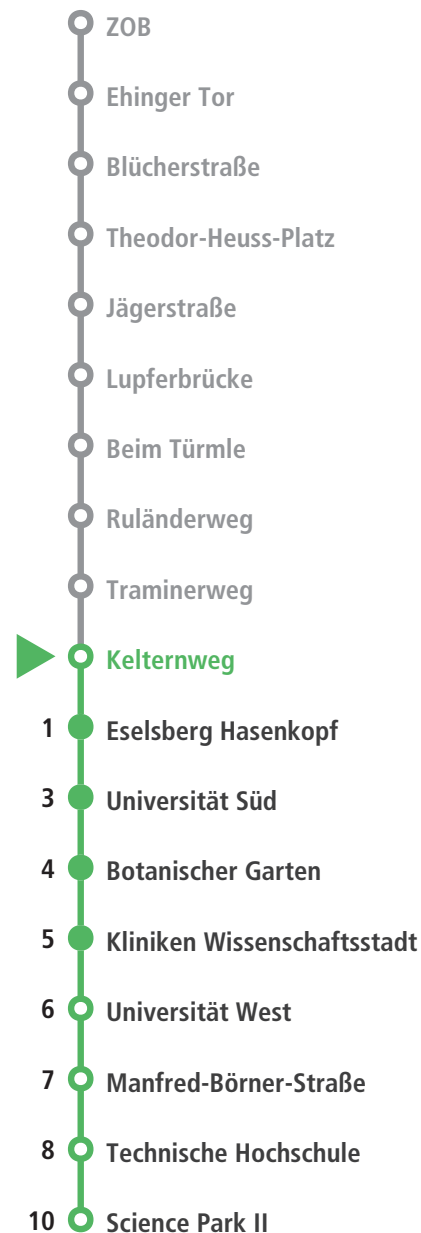 ZOB
Ehinger Tor
Blücherstraße
Theodor-Heuss-Platz
Jägerstraße
Lupferbrücke
Beim Türmle
Ruländerweg
Traminerweg
Kelternweg
1 Eselsberg Hasenkopf
3 Universität Süd
4 Botanischer Garten
5 Kliniken Wissenschaftsstadt
6 Universität West
7 Manfred-Börner-Straße
8 Technische Hochschule
10 Science Park II